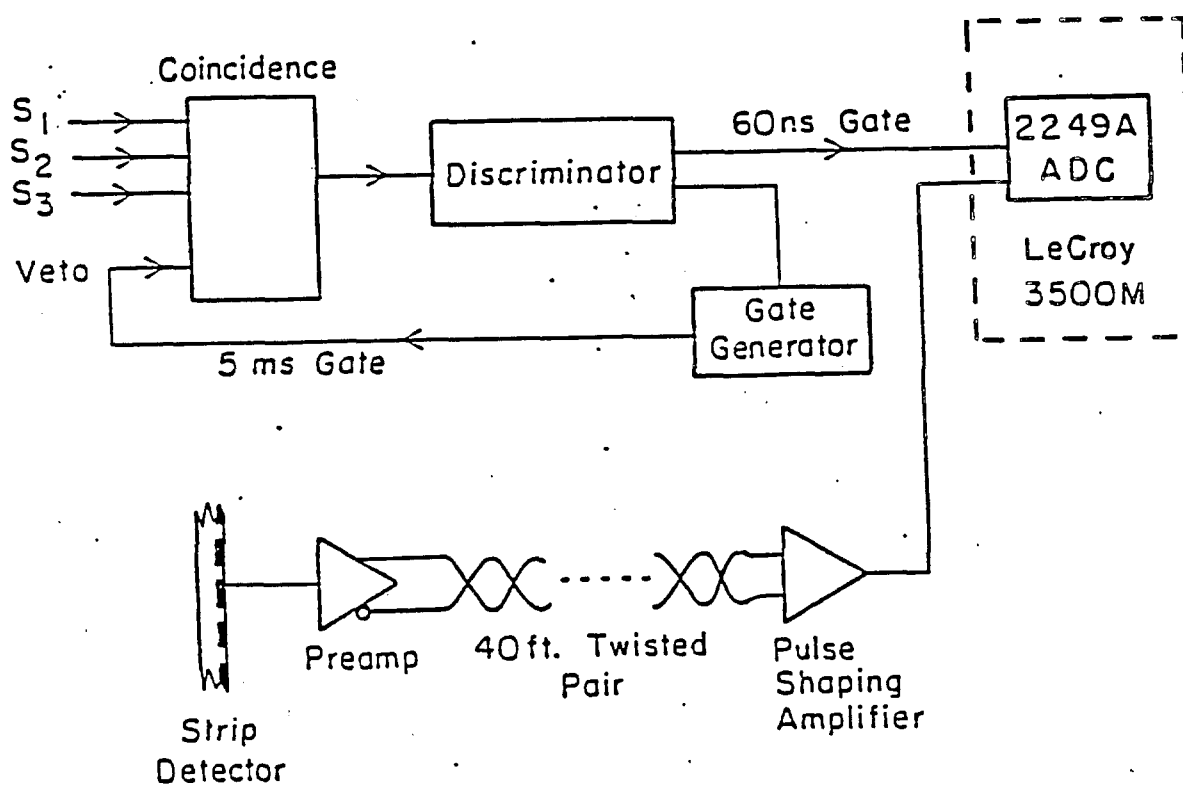 Coincidence
S1
S2
S3
Veto
Discriminator
60ns Gate
2249A
ADC
LeCroy
3500M
Gate
Generator
5 ms Gate
Preamp
40ft. Twisted
Pair
Pulse
Shaping
Amplifier
Strip
Detector